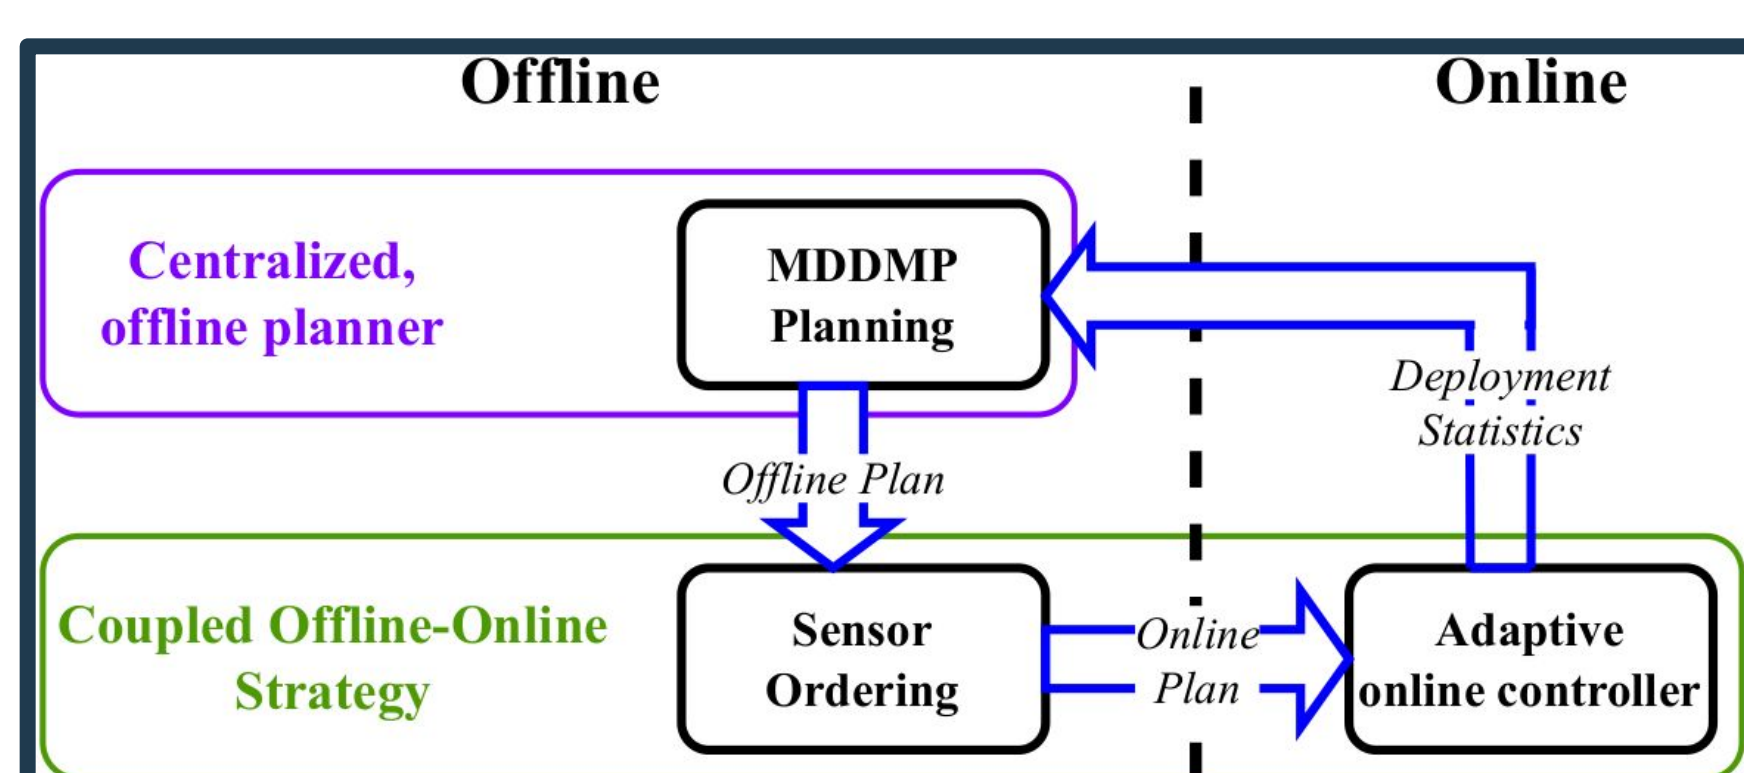 Offline
Online
Centralized,
offline planner
MDDMP
Planning
Deployment
Statistics
Offline Plan
Coupled Offline-Online
Strategy
Sensor
Ordering
Online
Plan
Adaptive
online controller